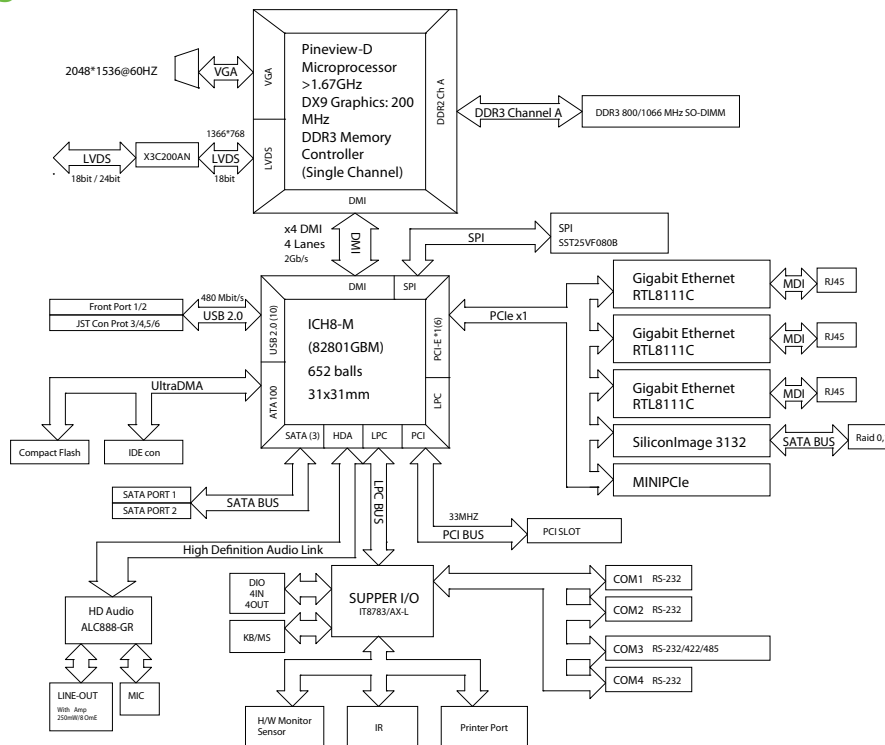 2048*1536@60HZ
VGA
VGA
Pineview-D
Microprocessor
>1.67GHz
DX9 Graphics: 200
MHz
DDR3 Memory
Controller
(Single Channel)
DDR2 Ch A
DDR3 Channel A
DDR3 800/1066 MHz SO-DIMM
LVDS
18bit / 24bit
X3C200AN
1366*768
LVDS
18bit
LVDS
DMI
x4 DMI
4 Lanes
2Gb/s
DMI
SPI
SPI
SST25VF080B
DMI
SPI
Front Port 1/2
JST Con Prot 3/4,5/6
480 Mbit/s
USB 2.0
USB 2.0 (10)
ICH8-M
(82801GBM)
652 balls
31x31mm
PCI-E *1(6)
PCIe x1
Gigabit Ethernet
RTL8111C
MDI
RJ45
Gigabit Ethernet
RTL8111C
MDI
RJ45
Gigabit Ethernet
RTL8111C
MDI
RJ45
SiliconImage 3132
SATA BUS
Raid 0,
MINIPCIe
UltraDMA
ATA100
LPC
Compact Flash
IDE con
SATA (3)
HDA
LPC
PCI
SATA PORT 1
SATA PORT 2
SATA BUS
LPC BUS
33MHZ
PCI BUS
PCI SLOT
High Definition Audio Link
HD Audio
ALC888-GR
LINE-OUT
With Amp
250mW/8 OmE
MIC
DIO
4IN
4OUT
KB/MS
SUPPER I/O
IT8783/AX-L
COM1 RS-232
COM2 RS-232
COM3 RS-232/422/485
COM4 RS-232
H/W Monitor
Sensor
IR
Printer Port